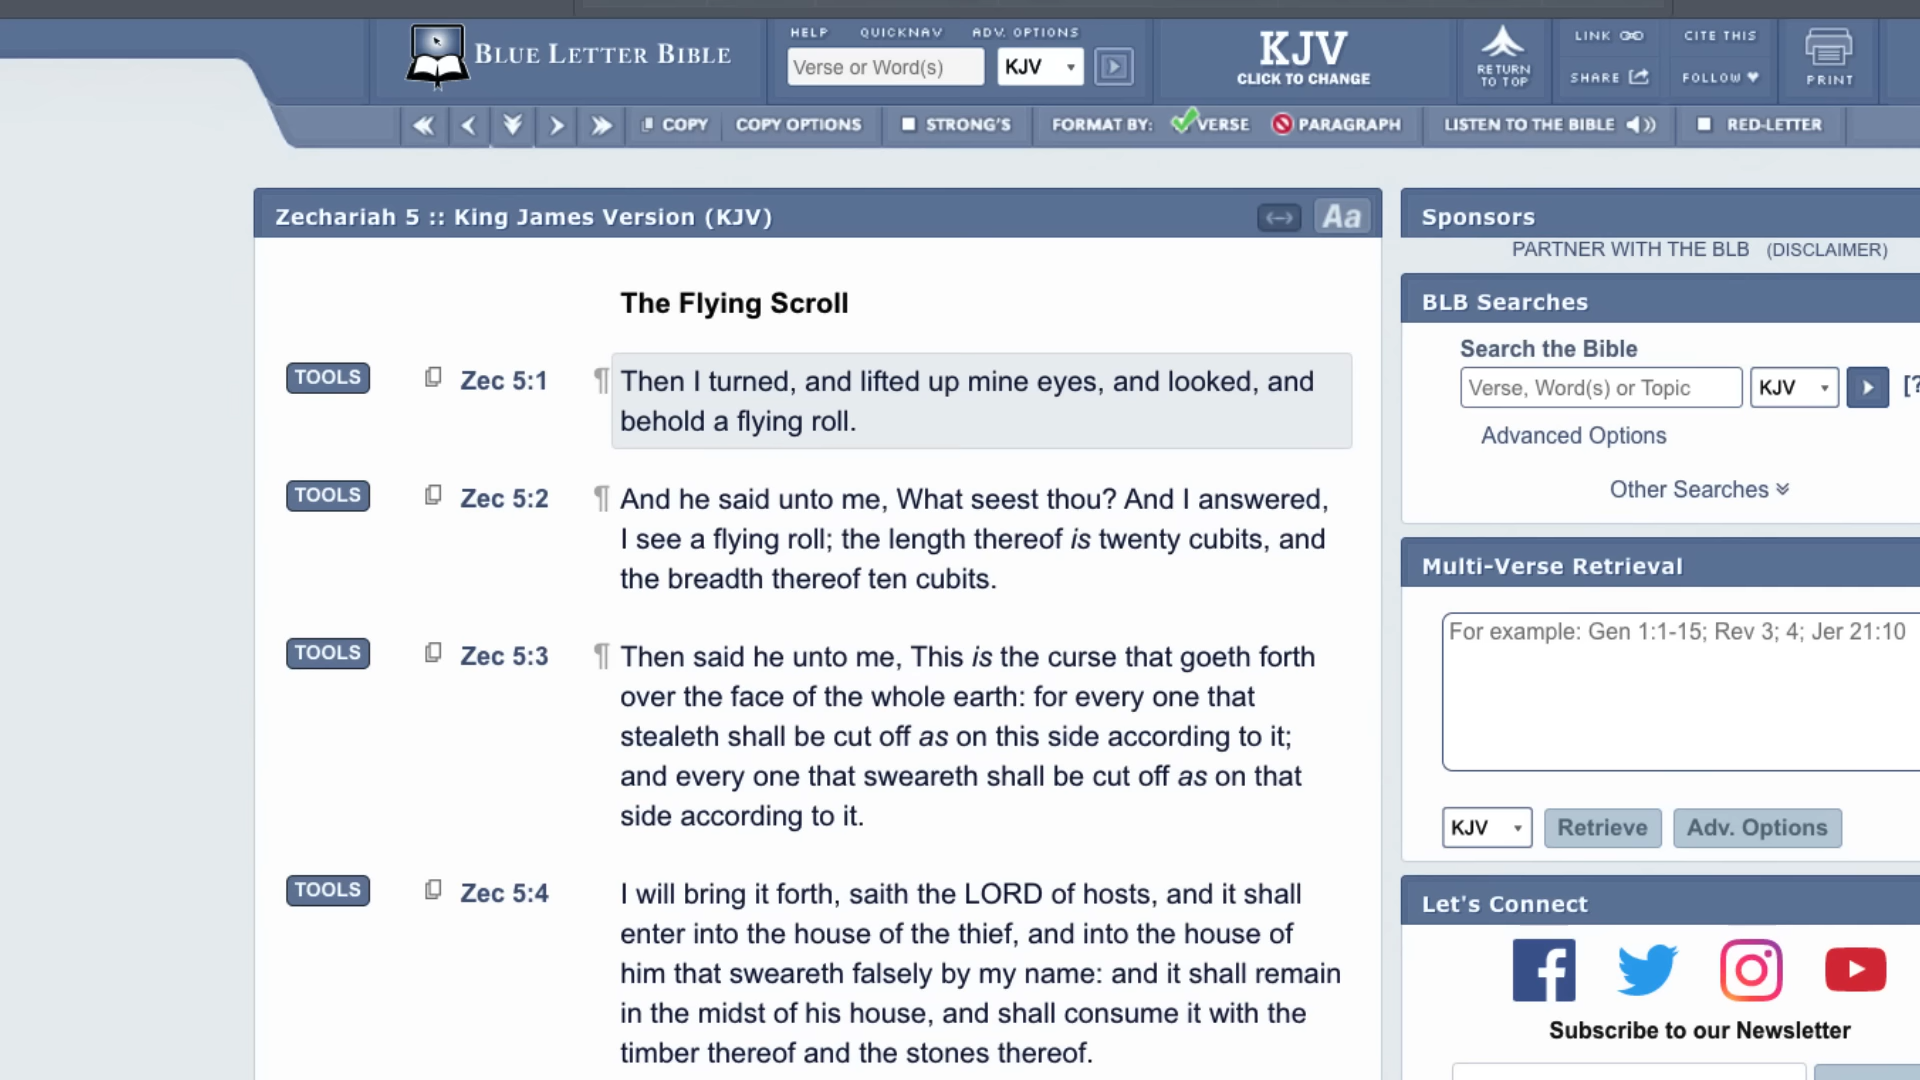 HELP QUICKNAV ADV. OPTIONS
BLUE LETTER BIBLE
Verse or Word(s) KJV
KJV
CLICK TO CHANGE
RETURN
TO TOP
LINK
SHARE
CITE THIS
FOLLOW
PRINT
COPY COPY OPTIONS STRONG'S FORMAT BY: VERSE PARAGRAPH LISTEN TO THE BIBLE RED-LETTER
Zechariah 5 :: King James Version (KJV) Aa
The Flying Scroll
TOOLS Zec 5:1 ¶ Then I turned, and lifted up mine eyes, and looked, and
behold a flying roll.
TOOLS Zec 5:2 ¶ And he said unto me, What seest thou? And I answered,
I see a flying roll; the length thereof is twenty cubits, and
the breadth thereof ten cubits.
TOOLS Zec 5:3 ¶ Then said he unto me, This is the curse that goeth forth
over the face of the whole earth: for every one that
stealeth shall be cut off as on this side according to it;
and every one that sweareth shall be cut off as on that
side according to it.
TOOLS Zec 5:4 I will bring it forth, saith the LORD of hosts, and it shall
enter into the house of the thief, and into the house of
him that sweareth falsely by my name: and it shall remain
in the midst of his house, and shall consume it with the
timber thereof and the stones thereof.
Sponsors
PARTNER WITH THE BLB (DISCLAIMER)
BLB Searches
Search the Bible
Verse, Word(s) or Topic KJV [?
Advanced Options
Other Searches
Multi-Verse Retrieval
For example: Gen 1:1-15; Rev 3; 4; Jer 21:10
KJV Retrieve Adv. Options
Let's Connect
Subscribe to our Newsletter